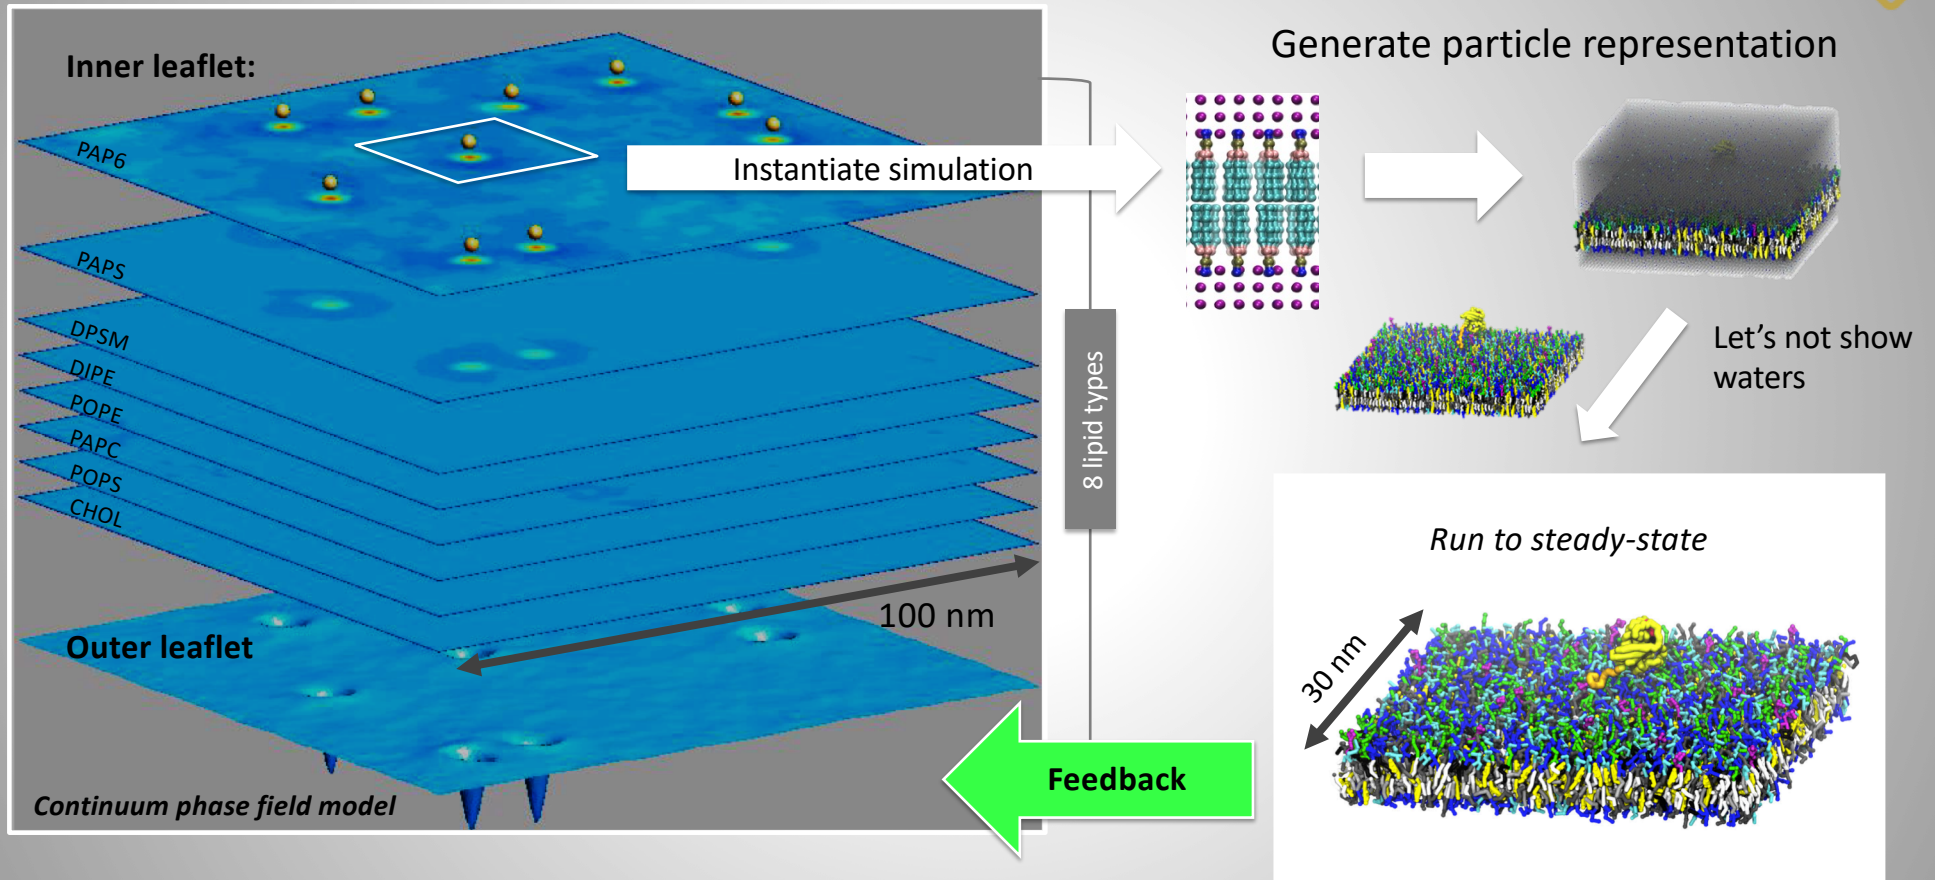 Inner leaflet:
PAP6
PAPS
DPSM
DIPE
POPE
PAPC
POPS
CHOL
Outer leaflet
100 nm
Continuum phase field model
Instantiate simulation
8 lipid types
Generate particle representation
Let's not show
waters
Run to steady-state
30 nm
Feedback